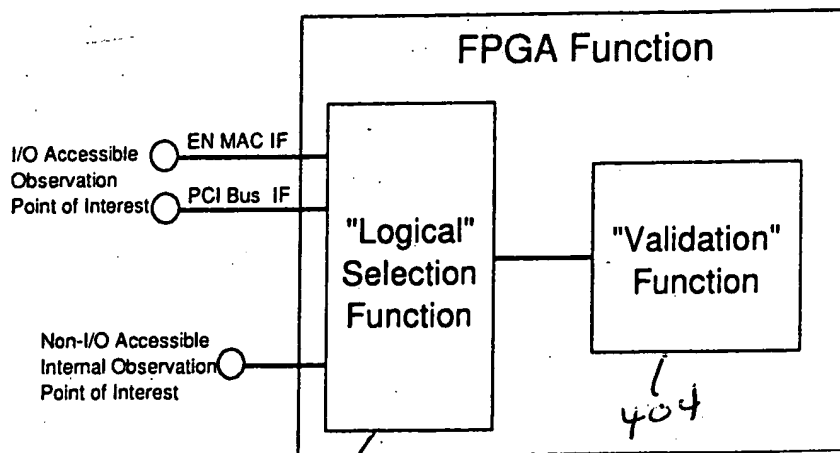 FPGA Function
EN MAC IF
I/O Accessible
Observation
Point of Interest
PCI Bus IF
"Logical"
Selection
Function
"Validation"
Function
Non-I/O Accessible
Internal Observation
Point of Interest
404